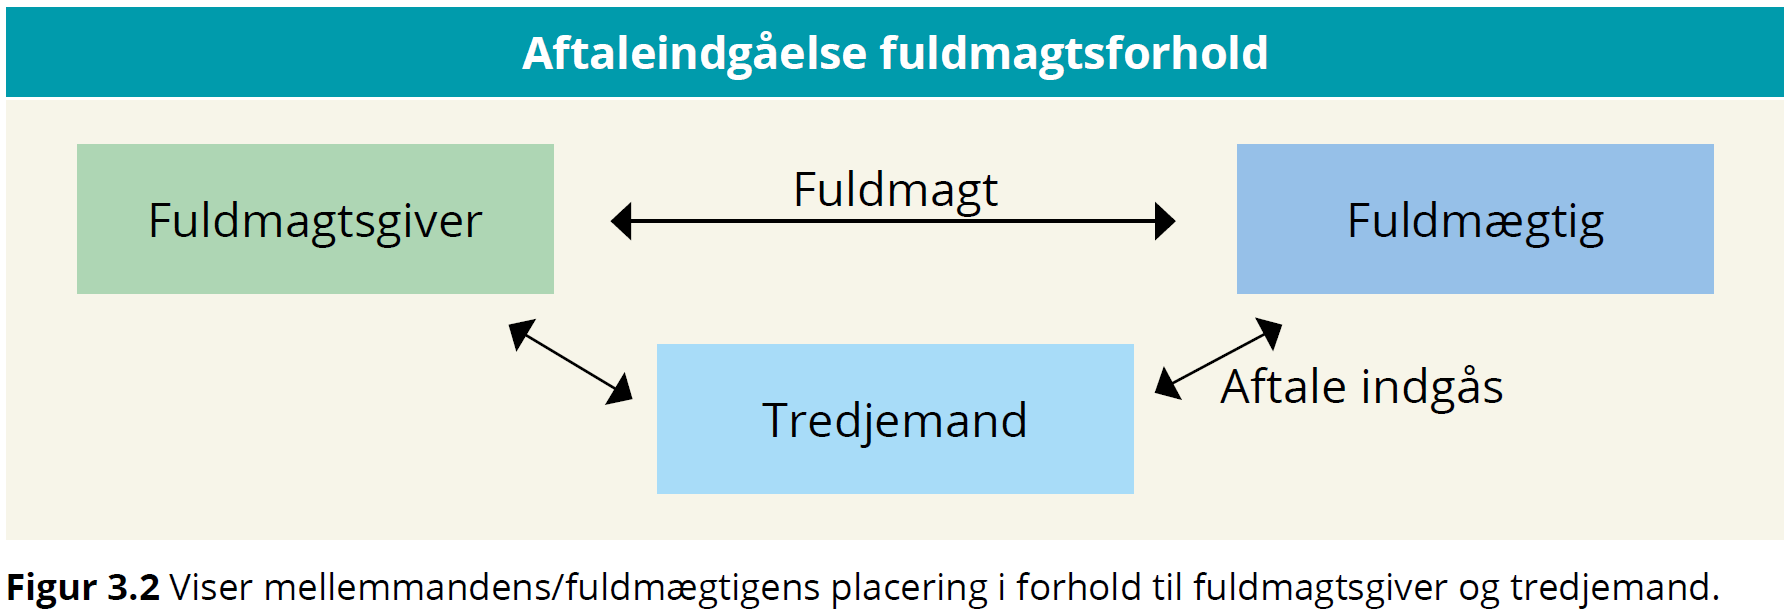 Aftaleindgåelse fuldmagtsforhold
Fuldmagt
Fuldmagtsgiver
Fuldmægtig
Aftale indgås
Tredjemand
Figur 3.2 Viser mellemmandens/fuldmægtigens placering i forhold til fuldmagtsgiver og tredjemand.